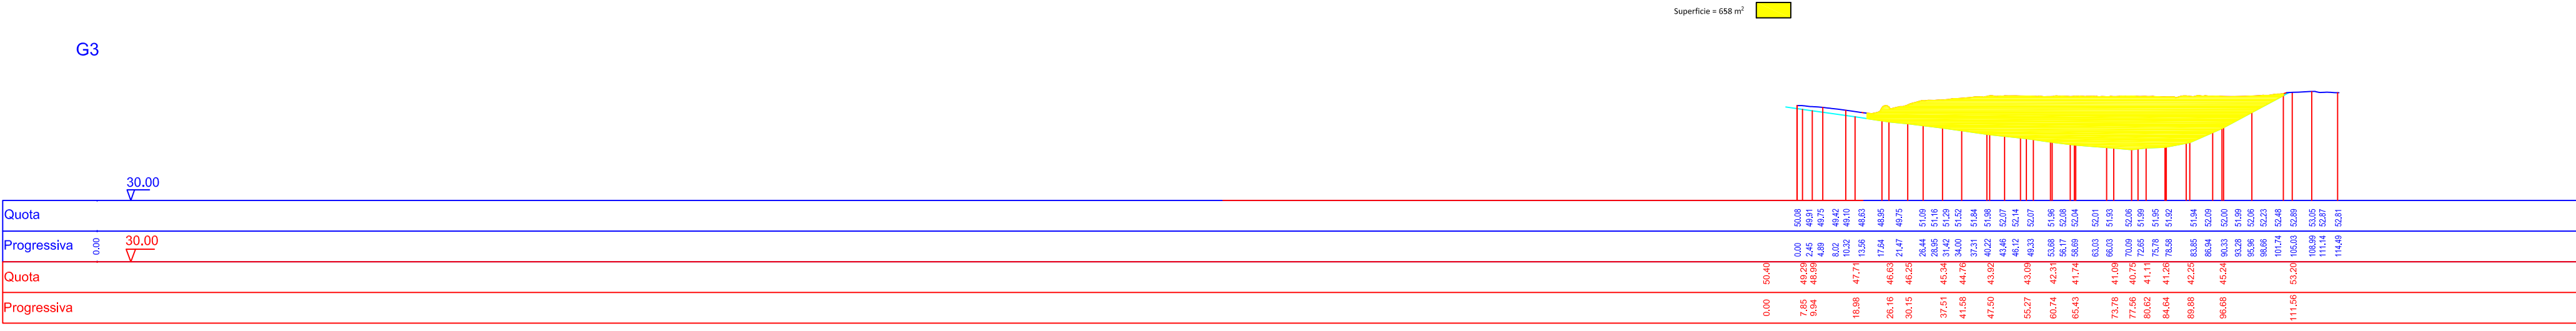 Superficie = 658 m²
G3
30.00
Quota 50,08 49,91 49,75 49,42 49,10 48,63 48,95 49,75 51,09 51,16 51,29 51,52 51,84 51,98 52,07 52,14 52,07 51,96 52,08 52,04 52,01 51,93 52,06 51,99 51,95 51,92 51,94 52,09 52,00 51,99 52,06 52,23 52,48 52,89 53,05 52,87 52,81
Progressiva 0.00 0,00 2,45 4,89 8,02 10,32 13,56 17,64 21,47 26,44 28,95 31,42 34,00 37,31 40,22 43,46 46,12 49,33 53,68 56,17 58,69 63,03 66,03 70,09 72,65 75,78 78,58 83,85 86,94 90,33 93,28 95,96 98,66 101,74 105,03 108,99 111,14 114,49
30.00
Quota 50,40 49,29 48,99 47,71 46,63 46,25 45,34 44,76 43,92 43,09 42,31 41,74 41,09 40,75 41,11 41,26 42,25 45,24 53,20
Progressiva 0,00 7,85 9,94 18,98 26,16 30,15 37,51 41,58 47,50 55,27 60,74 65,43 73,78 77,56 80,62 84,64 89,88 96,68 111,56